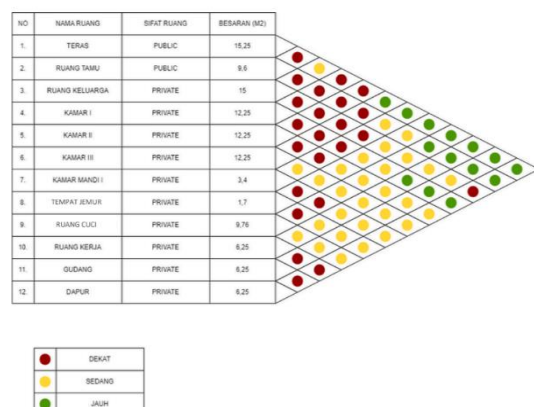 NO NAMA RUANG SIFAT RUANG BESARAN (M2)
1. TERAS PUBLIC 15,25
2. RUANG TAMU PUBLIC 9,6
3. RUANG KELUARGA PRIVATE 15
4. KAMAR I PRIVATE 12,25
5. KAMAR II PRIVATE 12,25
6. KAMAR III PRIVATE 12,25
7. KAMAR MANDI I PRIVATE 3,4
8. TEMPAT JEMUR PRIVATE 1,7
9. RUANG CUCI PRIVATE 9,76
10. RUANG KERJA PRIVATE 6,25
11. GUDANG PRIVATE 6,25
12. DAPUR PRIVATE 6,25
DEKAT
SEDANG
JAUH